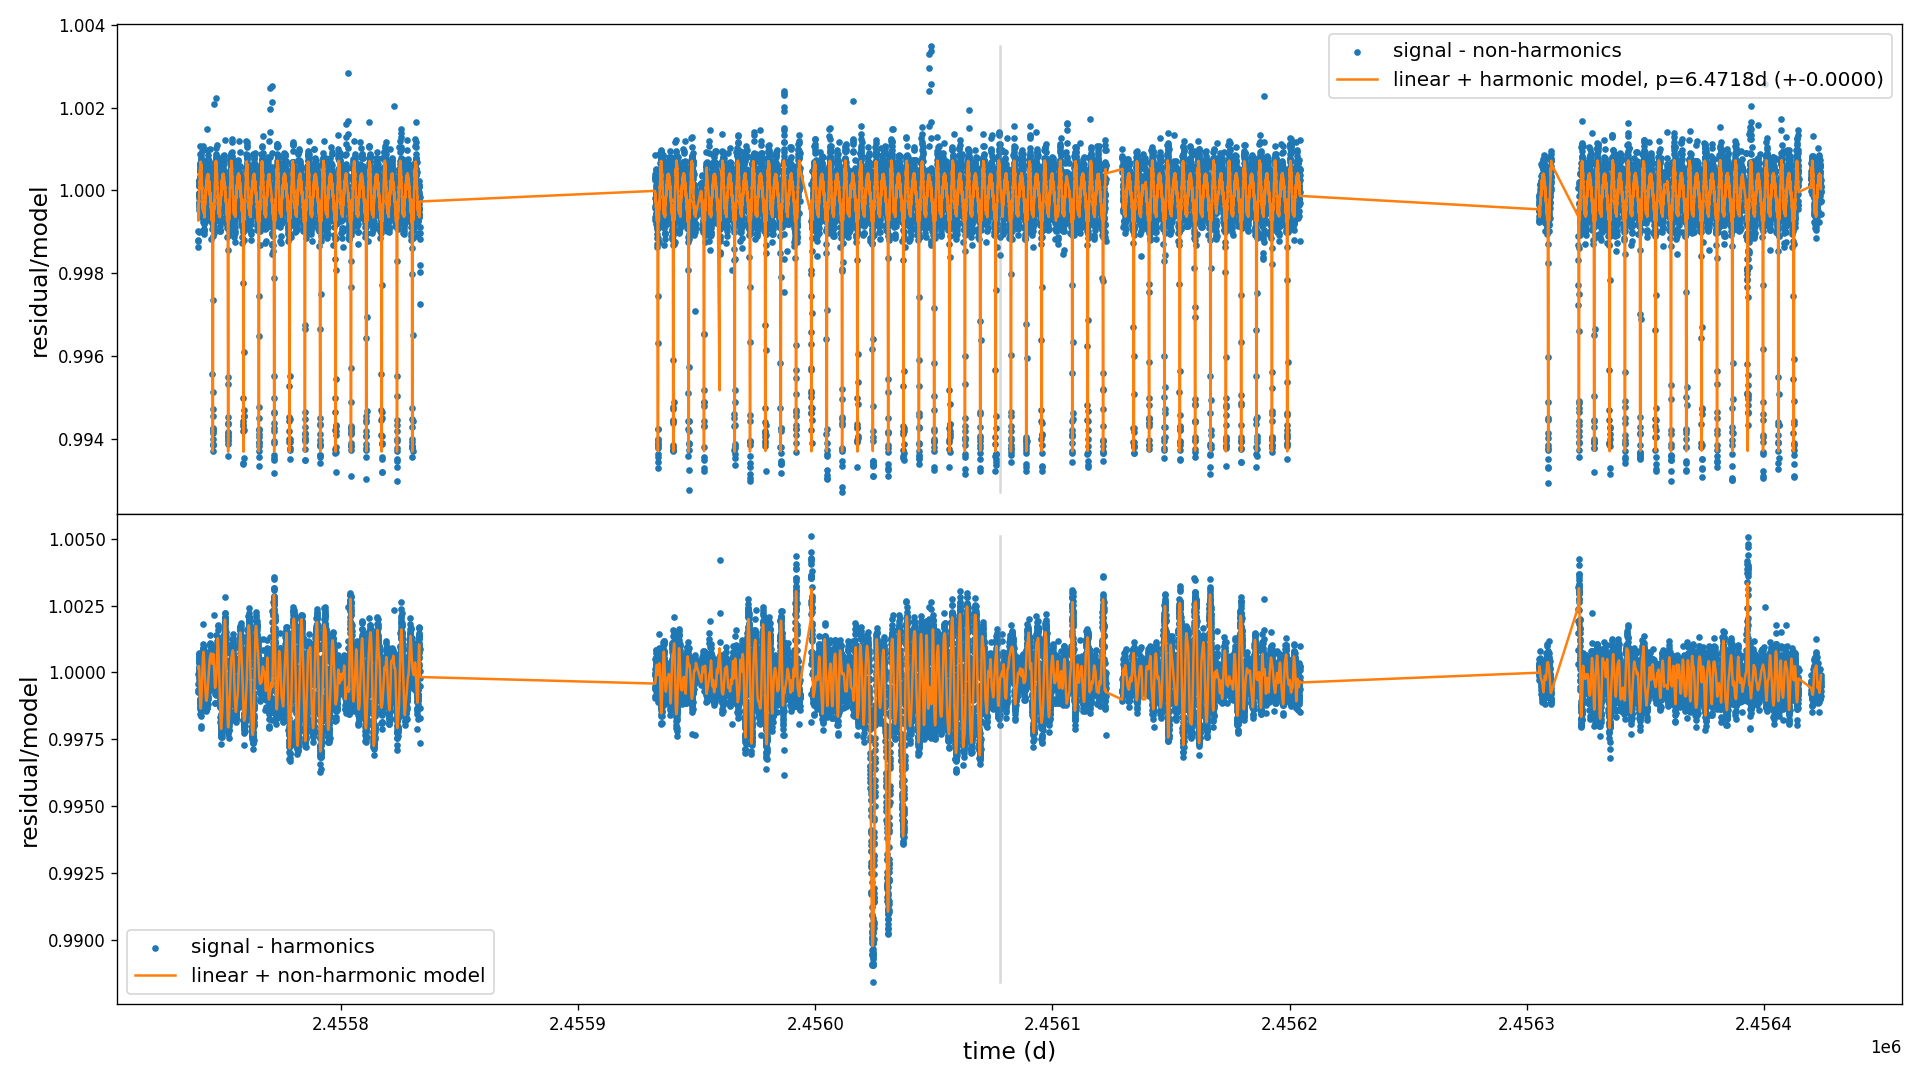 1.004
1.002
1.000
0.998
0.996
0.994
residual/model
signal - non-harmonics
linear + harmonic model, p=6.4718d (+-0.0000)
1.0050
1.0025
1.0000
0.9975
0.9950
0.9925
0.9900
residual/model
signal - harmonics
linear + non-harmonic model
2.4558 2.4559 2.4560 2.4561 2.4562 2.4563 2.4564
1e6
time (d)